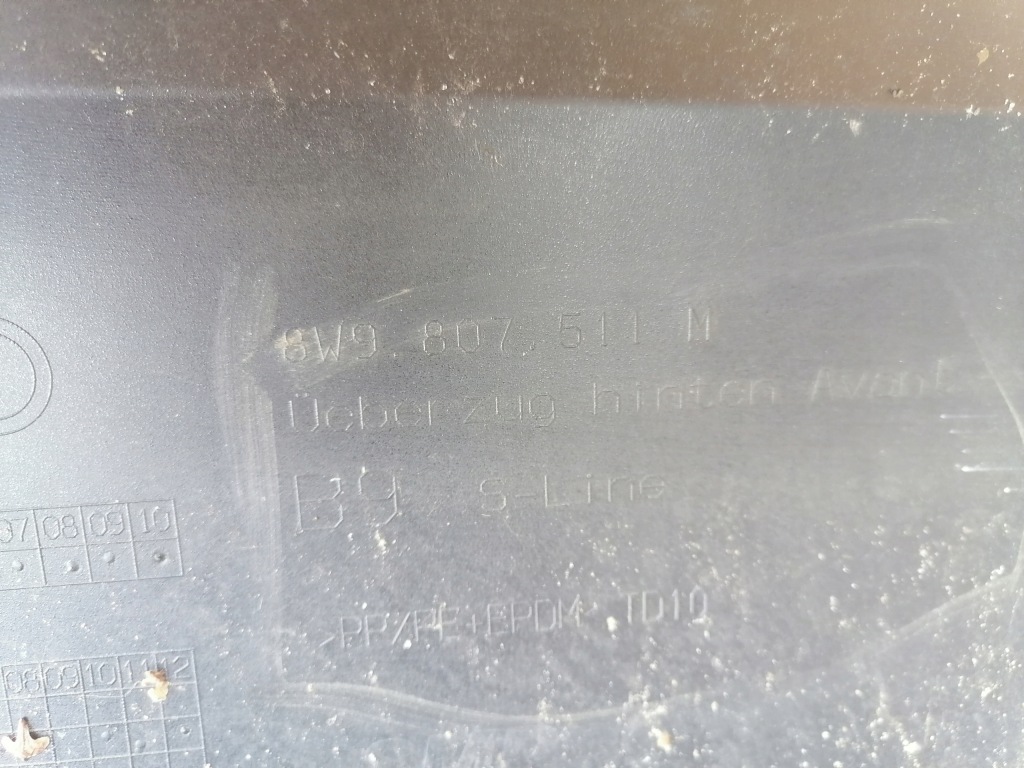 8W9.807.511 M
Üeberzug hinten Avant
B9 S-Line
07 08 09 10
>PP/PE+EPDM TD10
08 09 10 11 12